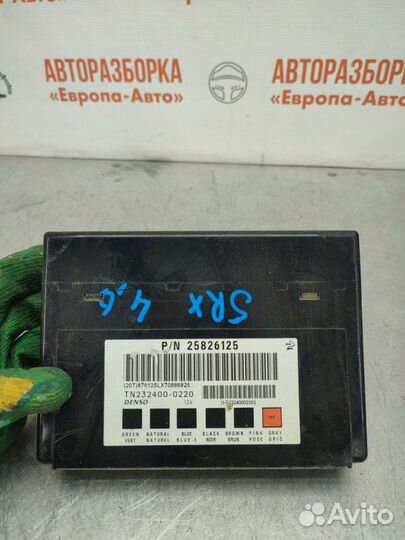 АВТОРАЗБОРКА
«Европа-Авто»
АВТОРАЗБОРКА
«Европа-Авто»
SRX 4,6
P/N 25826125
TN232400-0220
DENSO 12V
GREEN NATURAL BLUE BLACK BROWN PINK GRAY
VERT NATUREL BLUE-F NOIR BRUN ROSE GRIS
Avito